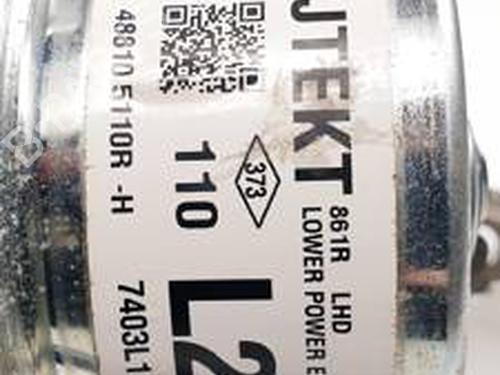 JTEKT
861R LHD
LOWER POWER E
373
110 L2
48810 5110R -H 7403L1